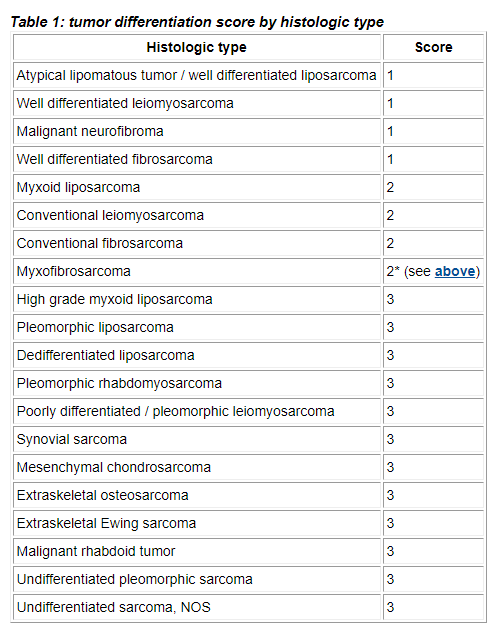 Table 1: tumor differentiation score by histologic type
Histologic type Score
Atypical lipomatous tumor / well differentiated liposarcoma 1
Well differentiated leiomyosarcoma 1
Malignant neurofibroma 1
Well differentiated fibrosarcoma 1
Myxoid liposarcoma 2
Conventional leiomyosarcoma 2
Conventional fibrosarcoma 2
Myxofibrosarcoma 2* (see above)
High grade myxoid liposarcoma 3
Pleomorphic liposarcoma 3
Dedifferentiated liposarcoma 3
Pleomorphic rhabdomyosarcoma 3
Poorly differentiated / pleomorphic leiomyosarcoma 3
Synovial sarcoma 3
Mesenchymal chondrosarcoma 3
Extraskeletal osteosarcoma 3
Extraskeletal Ewing sarcoma 3
Malignant rhabdoid tumor 3
Undifferentiated pleomorphic sarcoma 3
Undifferentiated sarcoma, NOS 3